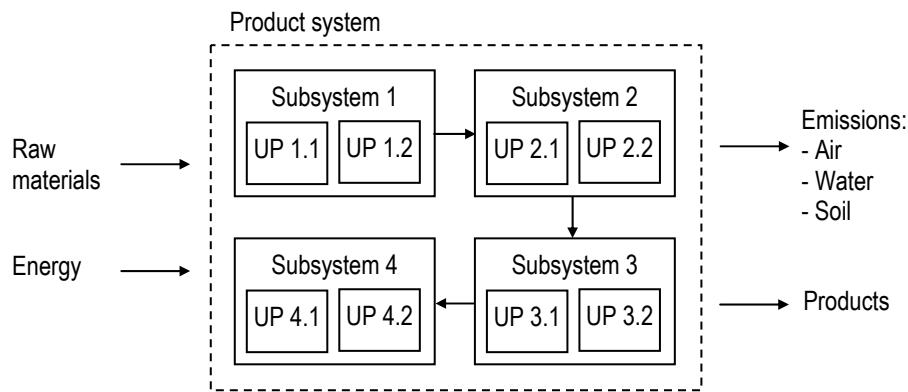 Product system
Subsystem 1
UP 1.1
UP 1.2
Subsystem 2
UP 2.1
UP 2.2
Raw
materials
Emissions:
- Air
- Water
- Soil
Energy
Subsystem 4
UP 4.1
UP 4.2
Subsystem 3
UP 3.1
UP 3.2
Products